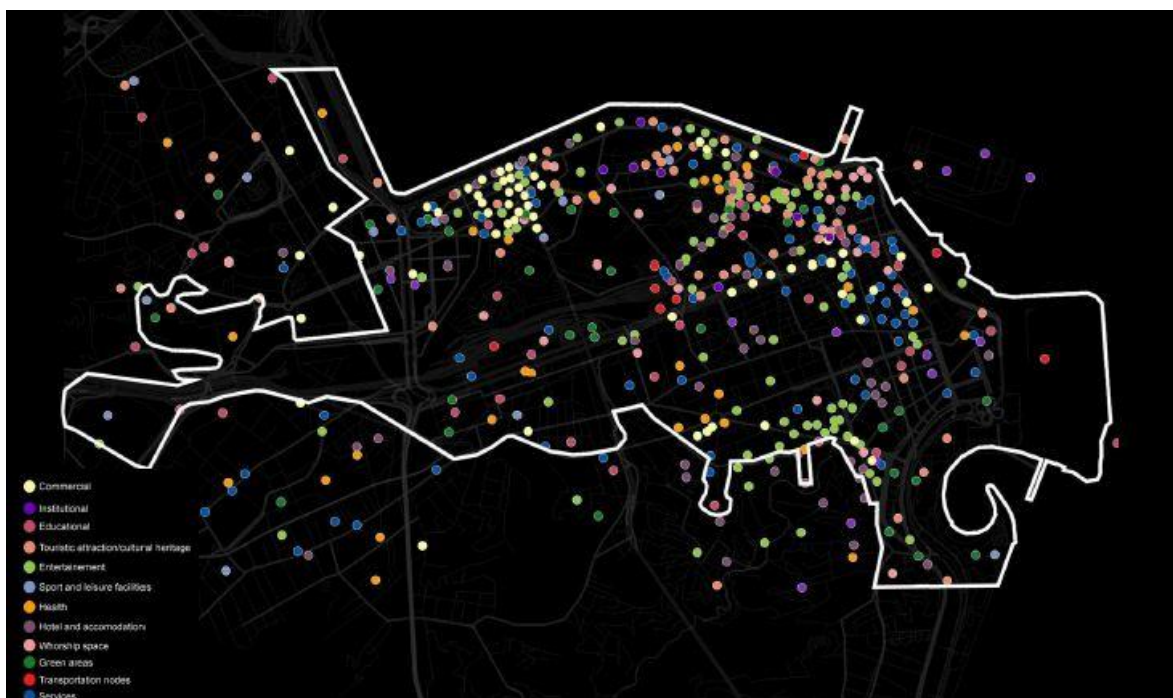 Commercial
Institutional
Educational
Touristic attraction/cultural heritage
Entertainement
Sport and leisure facilities
Health
Hotel and accomodation
Whorship space
Green areas
Transportation nodes
Services